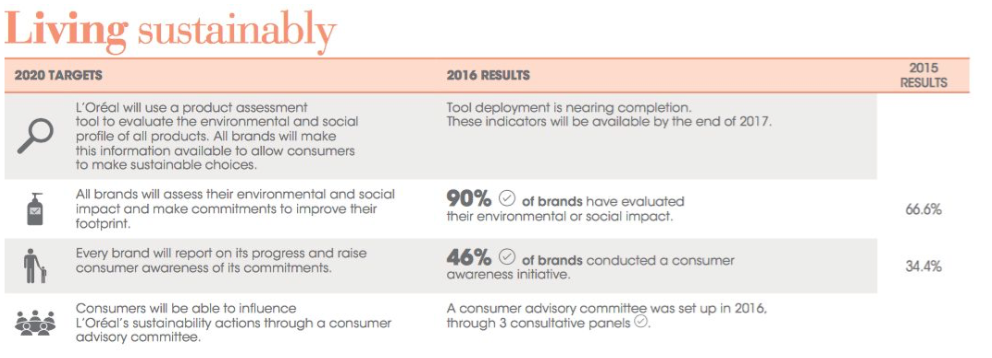 Living sustainably
2020 TARGETS
2016 RESULTS
2015
RESULTS
L'Oréal will use a product assessment
tool to evaluate the environmental and social
profile of all products. All brands will make
this information available to allow consumers
to make sustainable choices.
Tool deployment is nearing completion.
These indicators will be available by the end of 2017.
All brands will assess their environmental and social
impact and make commitments to improve their
footprint.
90% of brands have evaluated
their environmental or social impact.
66.6%
Every brand will report on its progress and raise
consumer awareness of its commitments.
46% of brands conducted a consumer
awareness initiative.
34.4%
Consumers will be able to influence
L'Oréal's sustainability actions through a consumer
advisory committee.
A consumer advisory committee was set up in 2016,
through 3 consultative panels.